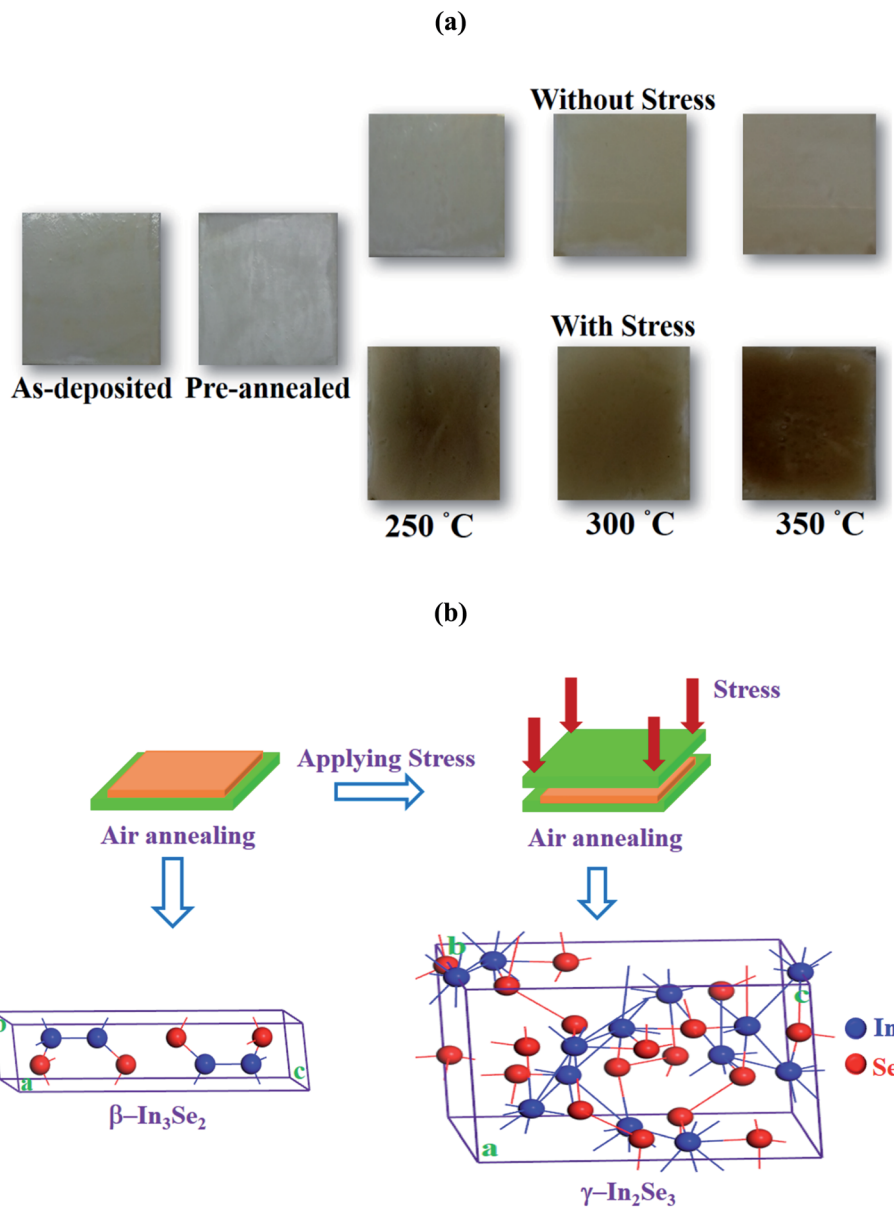 (a)
Without Stress
As-deposited Pre-annealed
With Stress
250 °C 300 °C 350 °C
(b)
Stress
Applying Stress
Air annealing
Air annealing
b
c
a
β–In₃Se₂
b
c
a
In
Se
γ–In₂Se₃